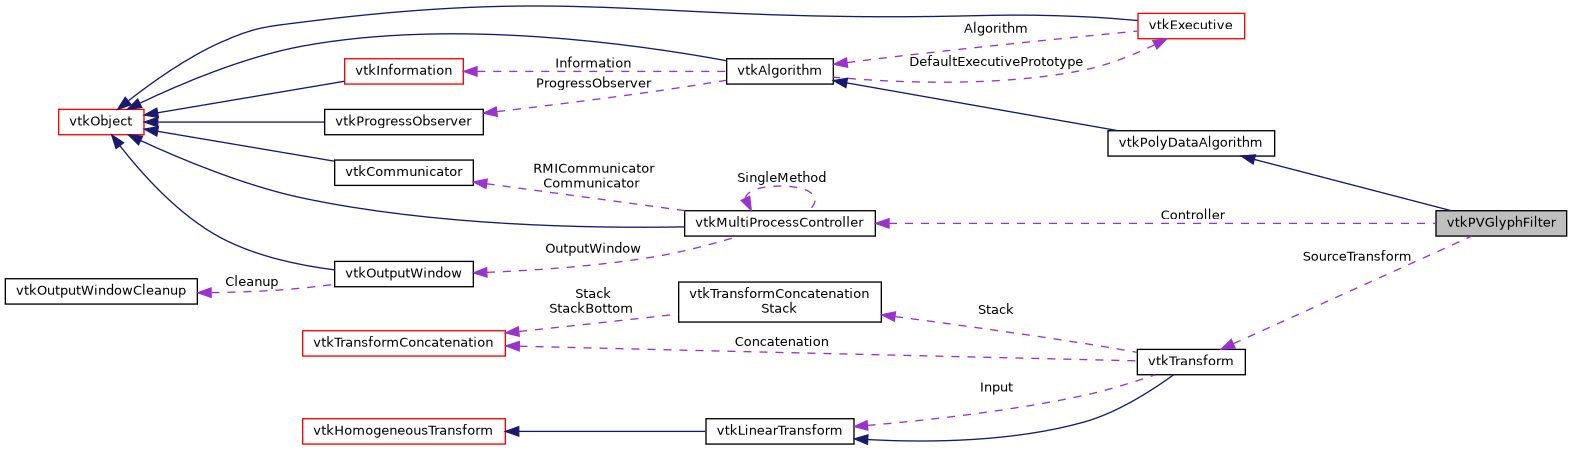 vtkExecutive
Algorithm
DefaultExecutivePrototype
Information
vtkInformation
vtkAlgorithm
ProgressObserver
vtkObject
vtkProgressObserver
vtkPolyDataAlgorithm
RMICommunicator
Communicator
vtkCommunicator
SingleMethod
vtkMultiProcessController
Controller
vtkPVGlyphFilter
OutputWindow
SourceTransform
vtkOutputWindow
Cleanup
vtkOutputWindowCleanup
Stack
StackBottom
vtkTransformConcatenation
Stack
Stack
vtkTransformConcatenation
Concatenation
vtkTransform
Input
vtkHomogeneousTransform
vtkLinearTransform